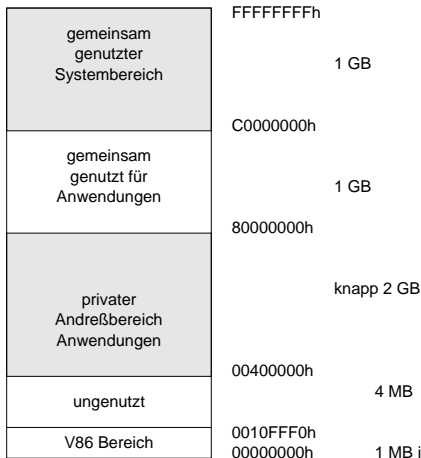 FFFFFFFFh
gemeinsam
genutzter
Systembereich
1 GB
C0000000h
gemeinsam
genutzt für
Anwendungen
1 GB
80000000h
knapp 2 GB
privater
Andreßbereich
Anwendungen
00400000h
4 MB
ungenutzt
0010FFF0h
V86 Bereich
00000000h
1 MB j